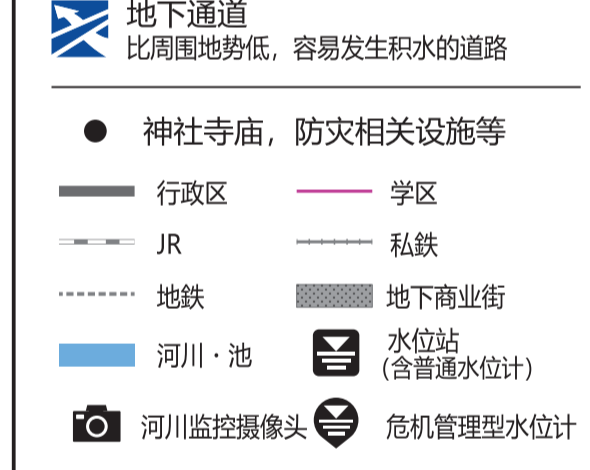 地下通道
比周围地势低，容易发生积水的道路
神社寺庙，防灾相关设施等
行政区
学区
JR
私鉄
地鉄
地下商业街
河川・池
水位站
（含普通水位计）
河川监控摄像头
危机管理型水位计